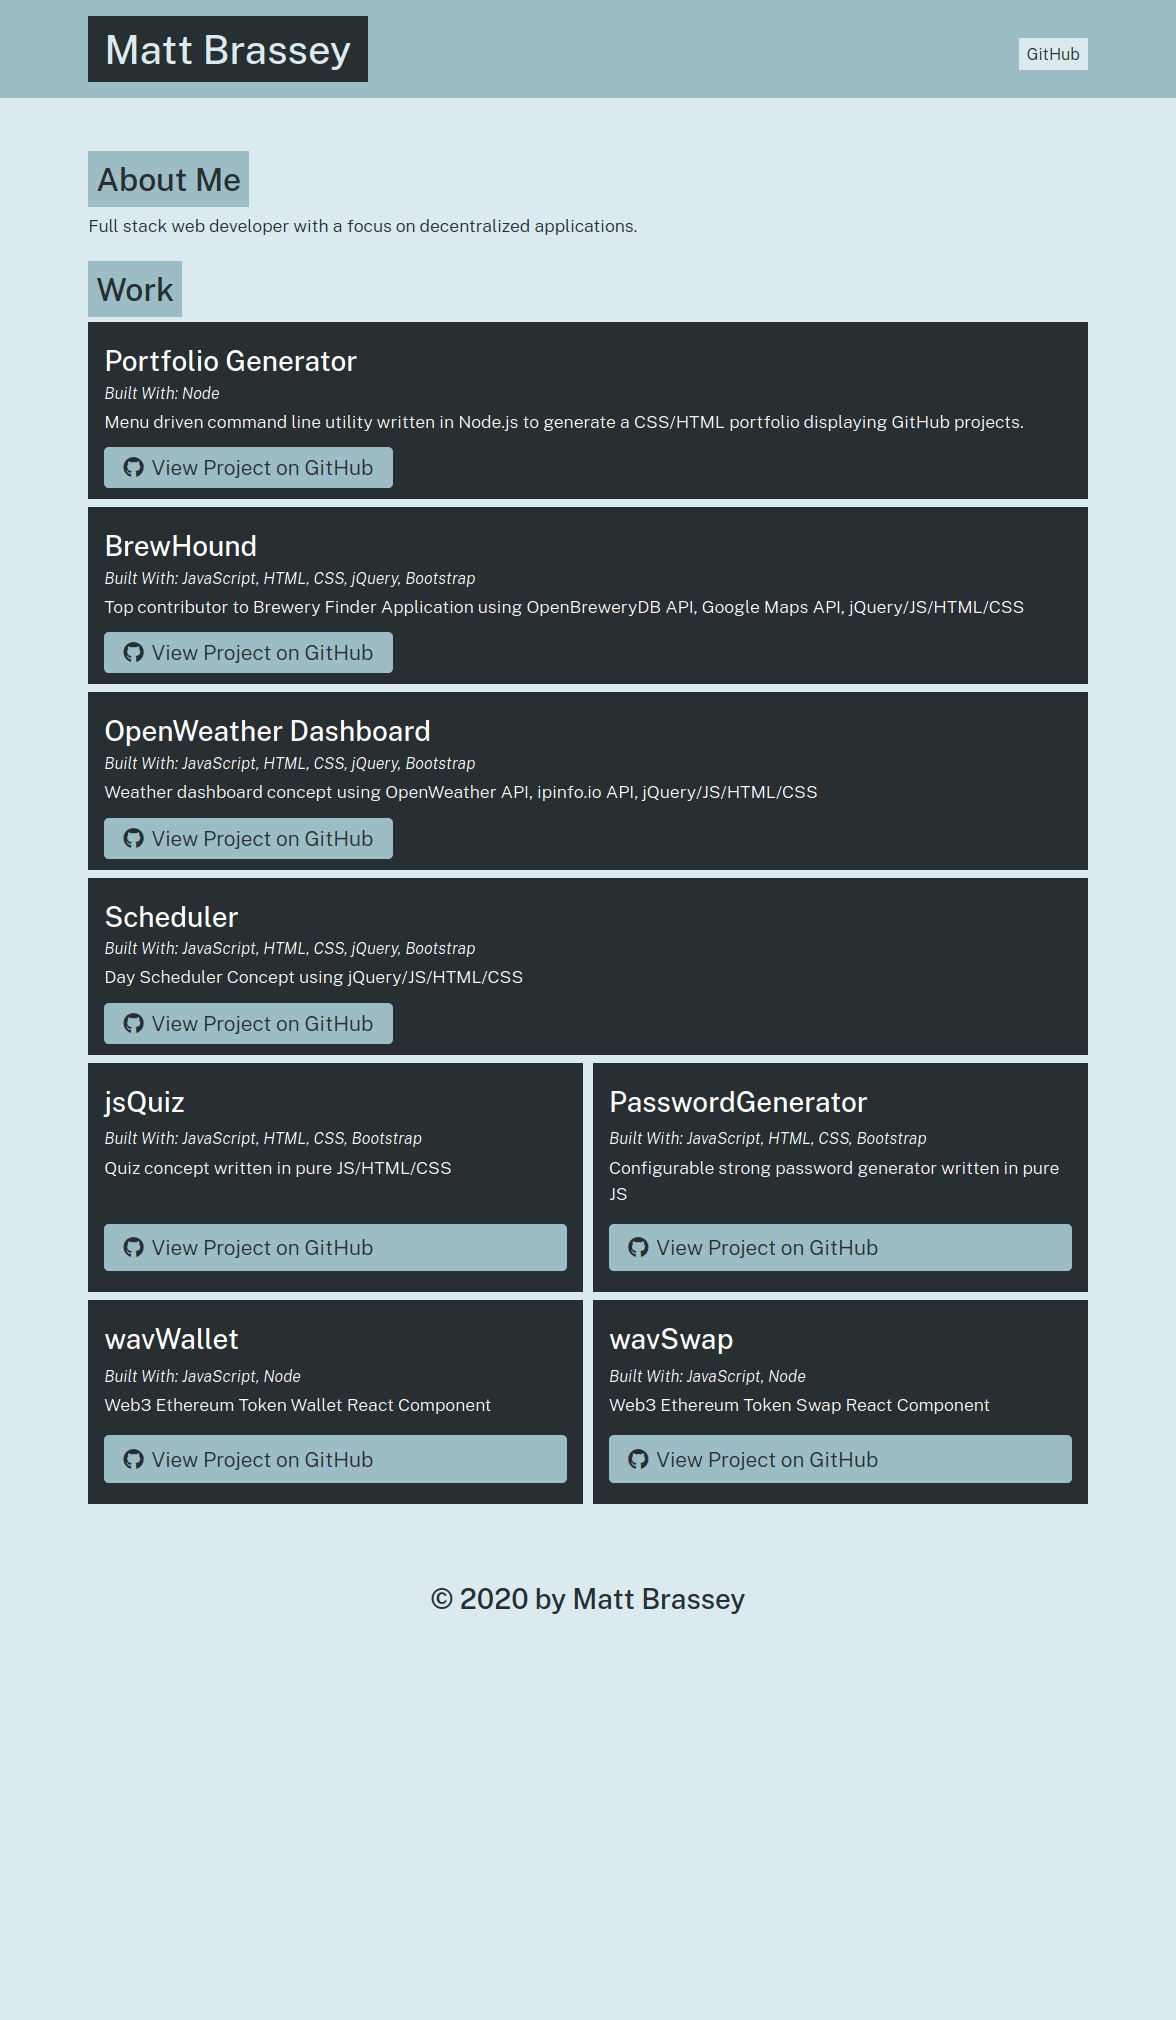 Matt Brassey
GitHub
About Me
Full stack web developer with a focus on decentralized applications.
Work
Portfolio Generator
Built With: Node
Menu driven command line utility written in Node.js to generate a CSS/HTML portfolio displaying GitHub projects.
View Project on GitHub
BrewHound
Built With: JavaScript, HTML, CSS, jQuery, Bootstrap
Top contributor to Brewery Finder Application using OpenBreweryDB API, Google Maps API, jQuery/JS/HTML/CSS
View Project on GitHub
OpenWeather Dashboard
Built With: JavaScript, HTML, CSS, jQuery, Bootstrap
Weather dashboard concept using OpenWeather API, ipinfo.io API, jQuery/JS/HTML/CSS
View Project on GitHub
Scheduler
Built With: JavaScript, HTML, CSS, jQuery, Bootstrap
Day Scheduler Concept using jQuery/JS/HTML/CSS
View Project on GitHub
jsQuiz
Built With: JavaScript, HTML, CSS, Bootstrap
Quiz concept written in pure JS/HTML/CSS
View Project on GitHub
PasswordGenerator
Built With: JavaScript, HTML, CSS, Bootstrap
Configurable strong password generator written in pure
JS
View Project on GitHub
wavWallet
Built With: JavaScript, Node
Web3 Ethereum Token Wallet React Component
View Project on GitHub
wavSwap
Built With: JavaScript, Node
Web3 Ethereum Token Swap React Component
View Project on GitHub
© 2020 by Matt Brassey